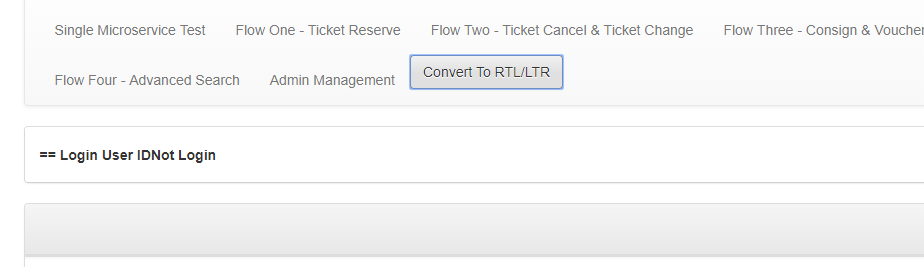 Single Microservice Test Flow One - Ticket Reserve Flow Two - Ticket Cancel & Ticket Change Flow Three - Consign & Voucher
Flow Four - Advanced Search Admin Management Convert To RTL/LTR
== Login User IDNot Login